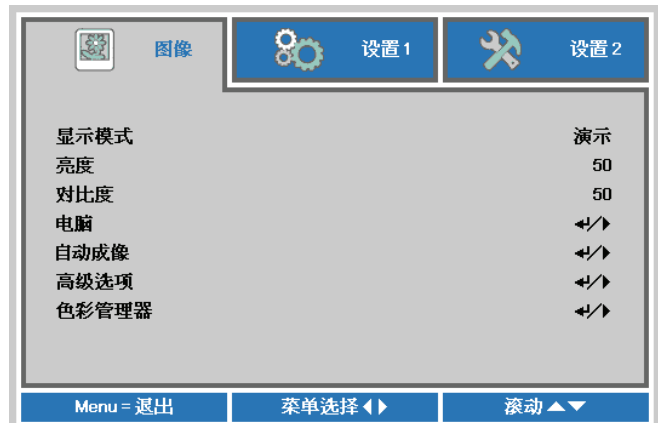 图像 设置1 设置2
显示模式 演示
亮度 50
对比度 50
电脑 ↵/▶
自动成像 ↵/▶
高级选项 ↵/▶
色彩管理器 ↵/▶
Menu = 退出 菜单选择◀▶ 滚动▲▼